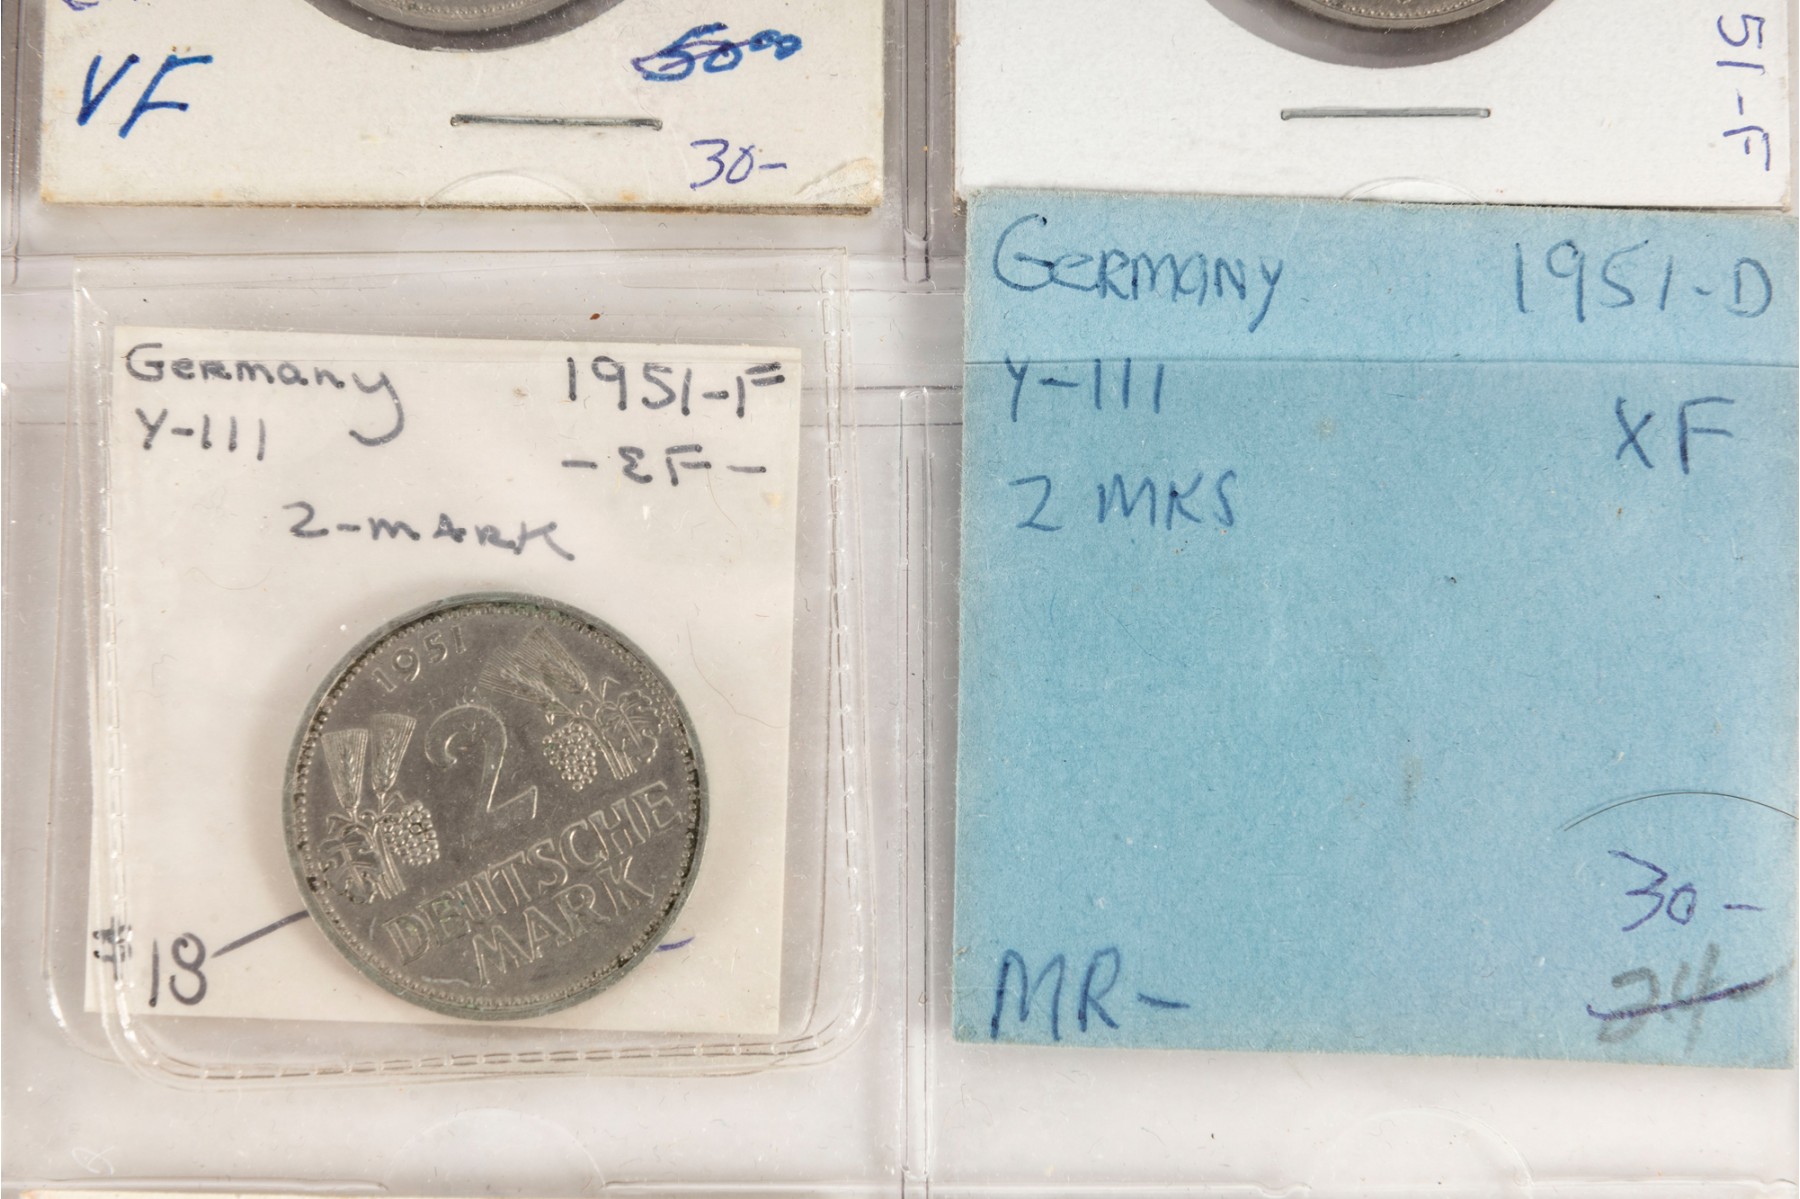 VF
50⁰⁰
30-
51-F
Germany 1951-F
Y-111
-EF-
2-MARK
1951
2
DEUTSCHE
MARK
#18
Germany 1951-D
Y-111
XF
2 MKS
30-
MR-
24